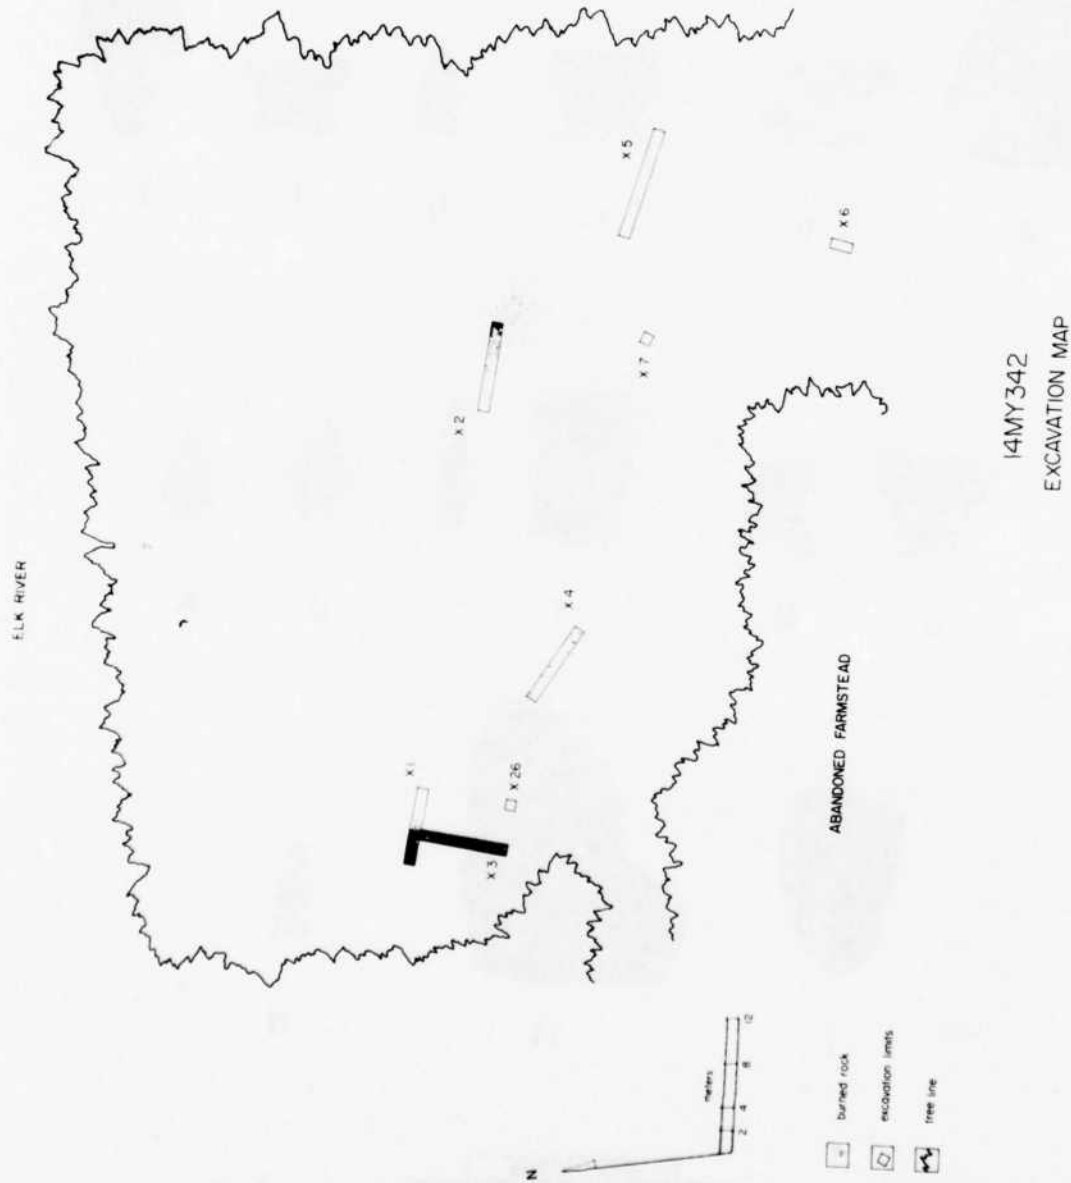 ELK RIVER
X 5
X 6
X 2
X 7
X 4
X 1
X 26
X 3
ABANDONED FARMSTEAD
N
meters
2 4 8 12
burned rock
excavation limits
tree line
14MY342
EXCAVATION MAP